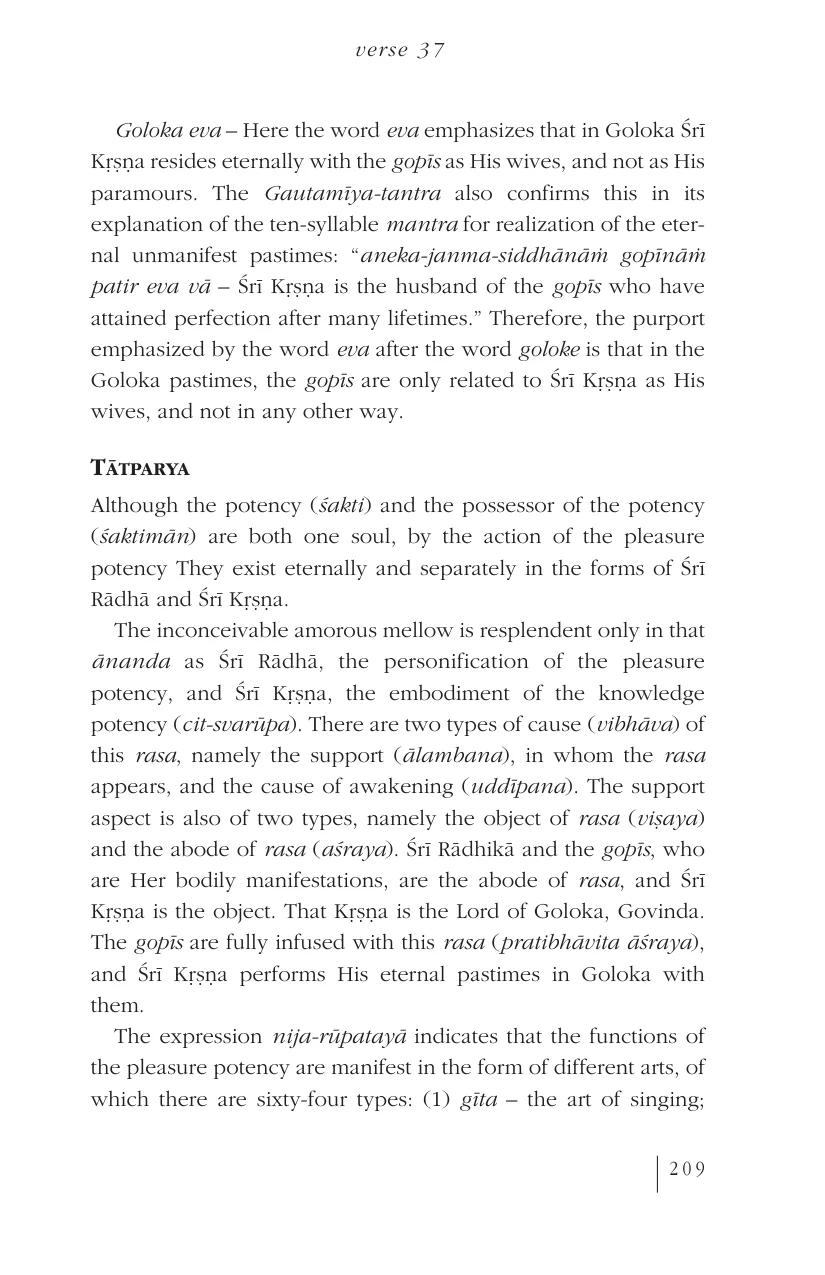 verse 37
Goloka eva – Here the word eva emphasizes that in Goloka Śrī
Kṛṣṇa resides eternally with the gopīs as His wives, and not as His
paramours. The Gautamīya-tantra also confirms this in its
explanation of the ten-syllable mantra for realization of the eter-
nal unmanifest pastimes: “aneka-janma-siddhānāṁ gopīnāṁ
patir eva vā – Śrī Kṛṣṇa is the husband of the gopīs who have
attained perfection after many lifetimes.” Therefore, the purport
emphasized by the word eva after the word goloke is that in the
Goloka pastimes, the gopīs are only related to Śrī Kṛṣṇa as His
wives, and not in any other way.
TĀTPARYA
Although the potency (śakti) and the possessor of the potency
(śaktimān) are both one soul, by the action of the pleasure
potency They exist eternally and separately in the forms of Śrī
Rādhā and Śrī Kṛṣṇa.
The inconceivable amorous mellow is resplendent only in that
ānanda as Śrī Rādhā, the personification of the pleasure
potency, and Śrī Kṛṣṇa, the embodiment of the knowledge
potency (cit-svarūpa). There are two types of cause (vibhāva) of
this rasa, namely the support (ālambana), in whom the rasa
appears, and the cause of awakening (uddīpana). The support
aspect is also of two types, namely the object of rasa (viṣaya)
and the abode of rasa (aśraya). Śrī Rādhikā and the gopīs, who
are Her bodily manifestations, are the abode of rasa, and Śrī
Kṛṣṇa is the object. That Kṛṣṇa is the Lord of Goloka, Govinda.
The gopīs are fully infused with this rasa (pratibhāvita āśraya),
and Śrī Kṛṣṇa performs His eternal pastimes in Goloka with
them.
The expression nija-rūpatayā indicates that the functions of
the pleasure potency are manifest in the form of different arts, of
which there are sixty-four types: (1) gīta – the art of singing;
209